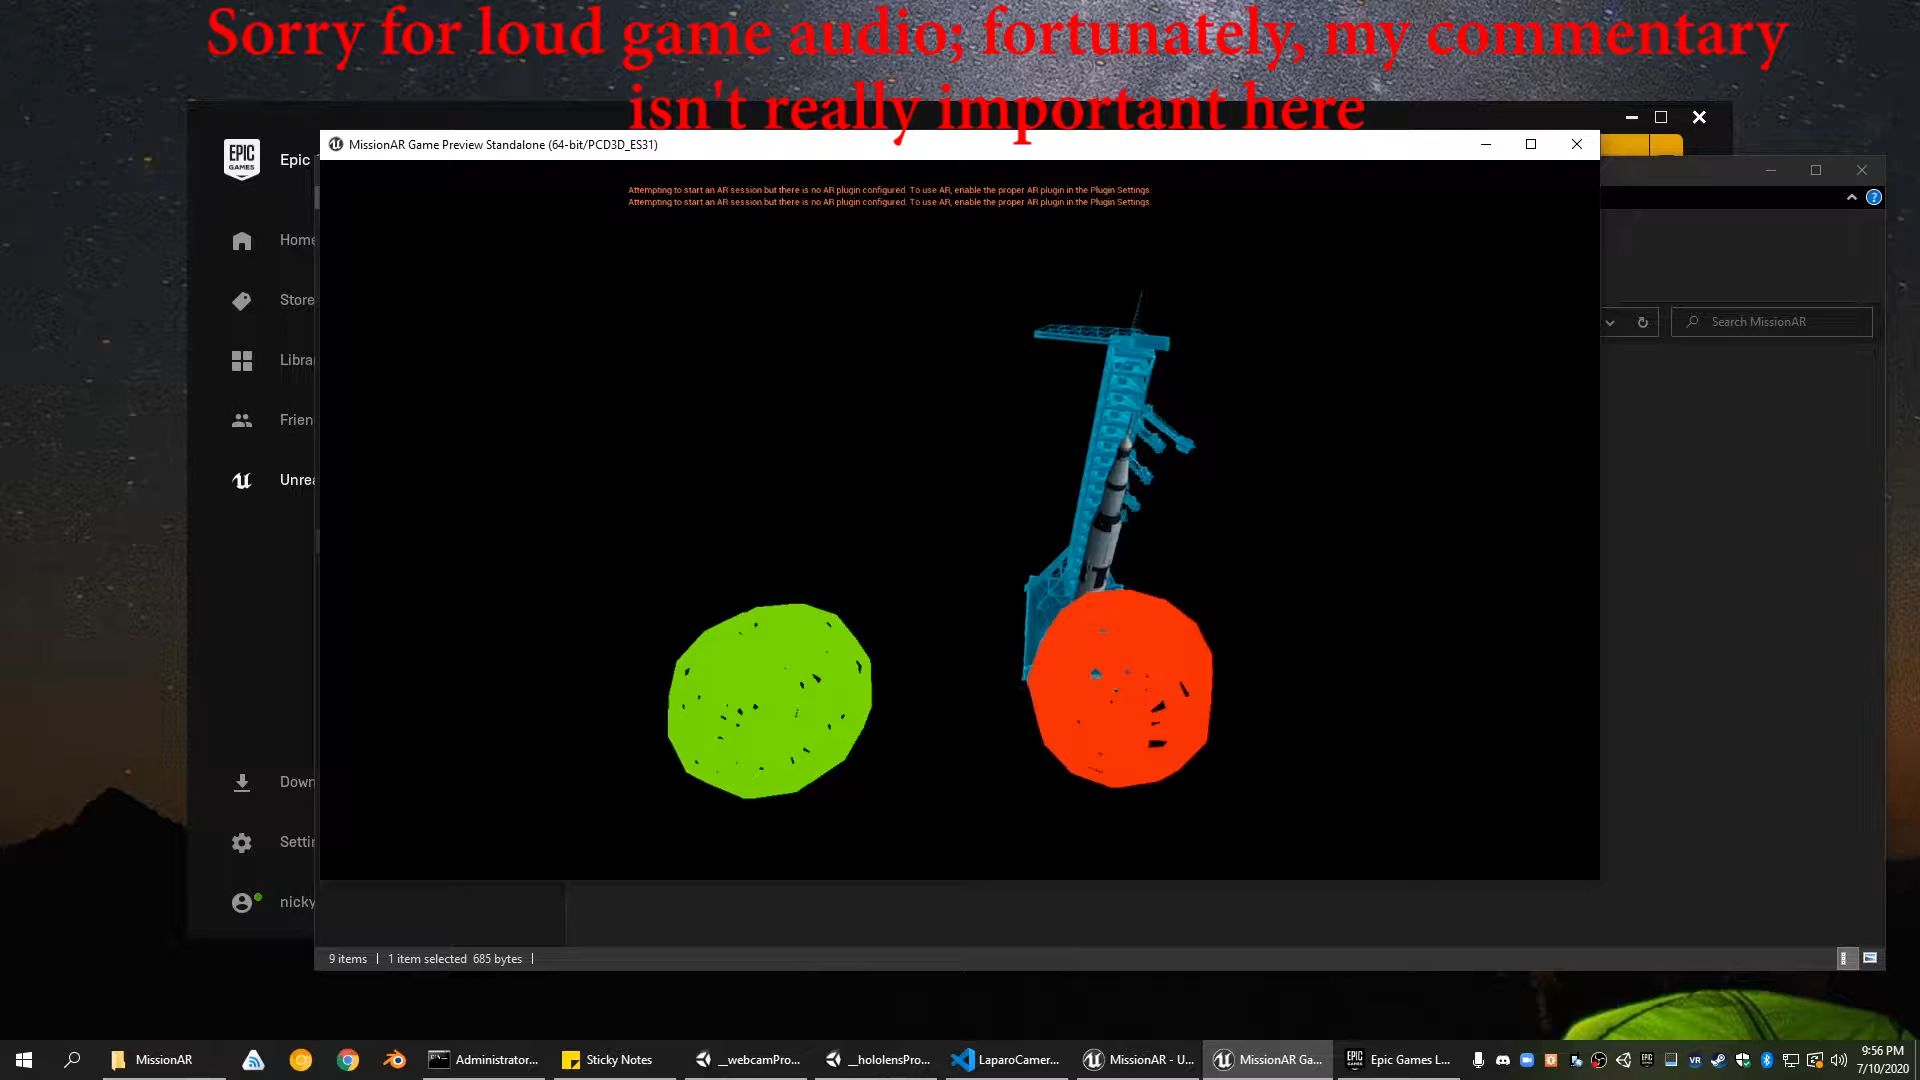 Sorry for loud game audio; fortunately, my commentary
isn't really important here
EPIC
GAMES
Epic
MissionAR Game Preview Standalone (64-bit/PCD3D_ES31)
Attempting to start an AR session but there is no AR plugin configured. To use AR, enable the proper AR plugin in the Plugin Settings.
Attempting to start an AR session but there is no AR plugin configured. To use AR, enable the proper AR plugin in the Plugin Settings.
Home
Store
Search MissionAR
Libra
Frien
Unrea
Down
Settin
nicky
9 items
1 item selected 685 bytes
MissionAR
Administrator...
Sticky Notes
__webcamPro...
__hololensPro...
LaparoCamer...
MissionAR - U...
MissionAR Ga...
Epic Games L...
9:56 PM
7/10/2020